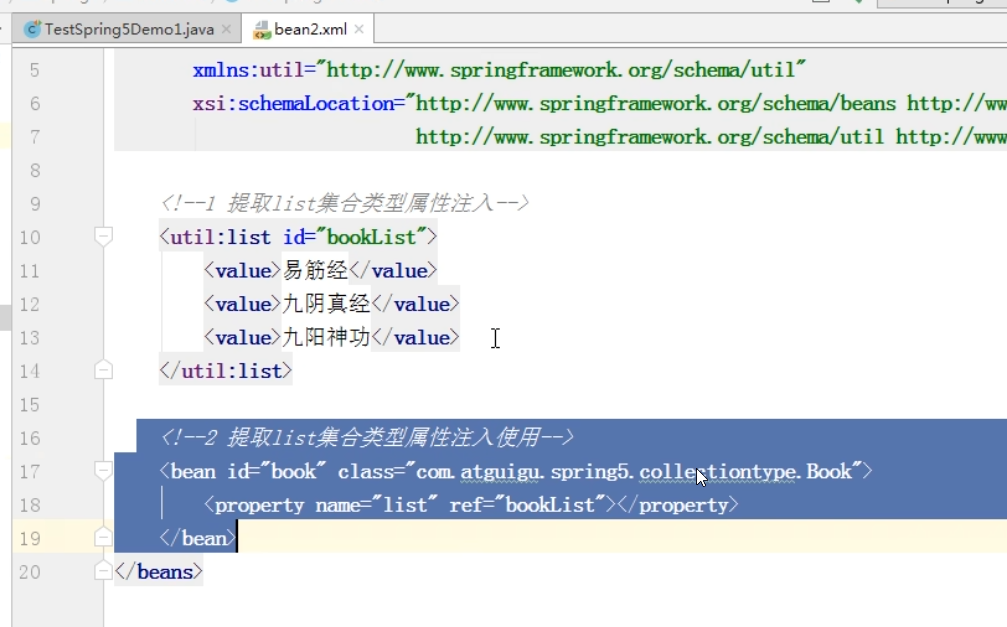 TestSpring5Demo1.java × bean2.xml ×
5 xmlns:util="http://www.springframework.org/schema/util"
6 xsi:schemaLocation="http://www.springframework.org/schema/beans http://ww
7 http://www.springframework.org/schema/util http://www
8
9 <!--1 提取list集合类型属性注入-->
10 <util:list id="bookList">
11 <value>易筋经</value>
12 <value>九阴真经</value>
13 <value>九阳神功</value>
14 </util:list>
15
16 <!--2 提取list集合类型属性注入使用-->
17 <bean id="book" class="com.atguigu.spring5.collectiontype.Book">
18 <property name="list" ref="bookList"></property>
19 </bean>
20 </beans>